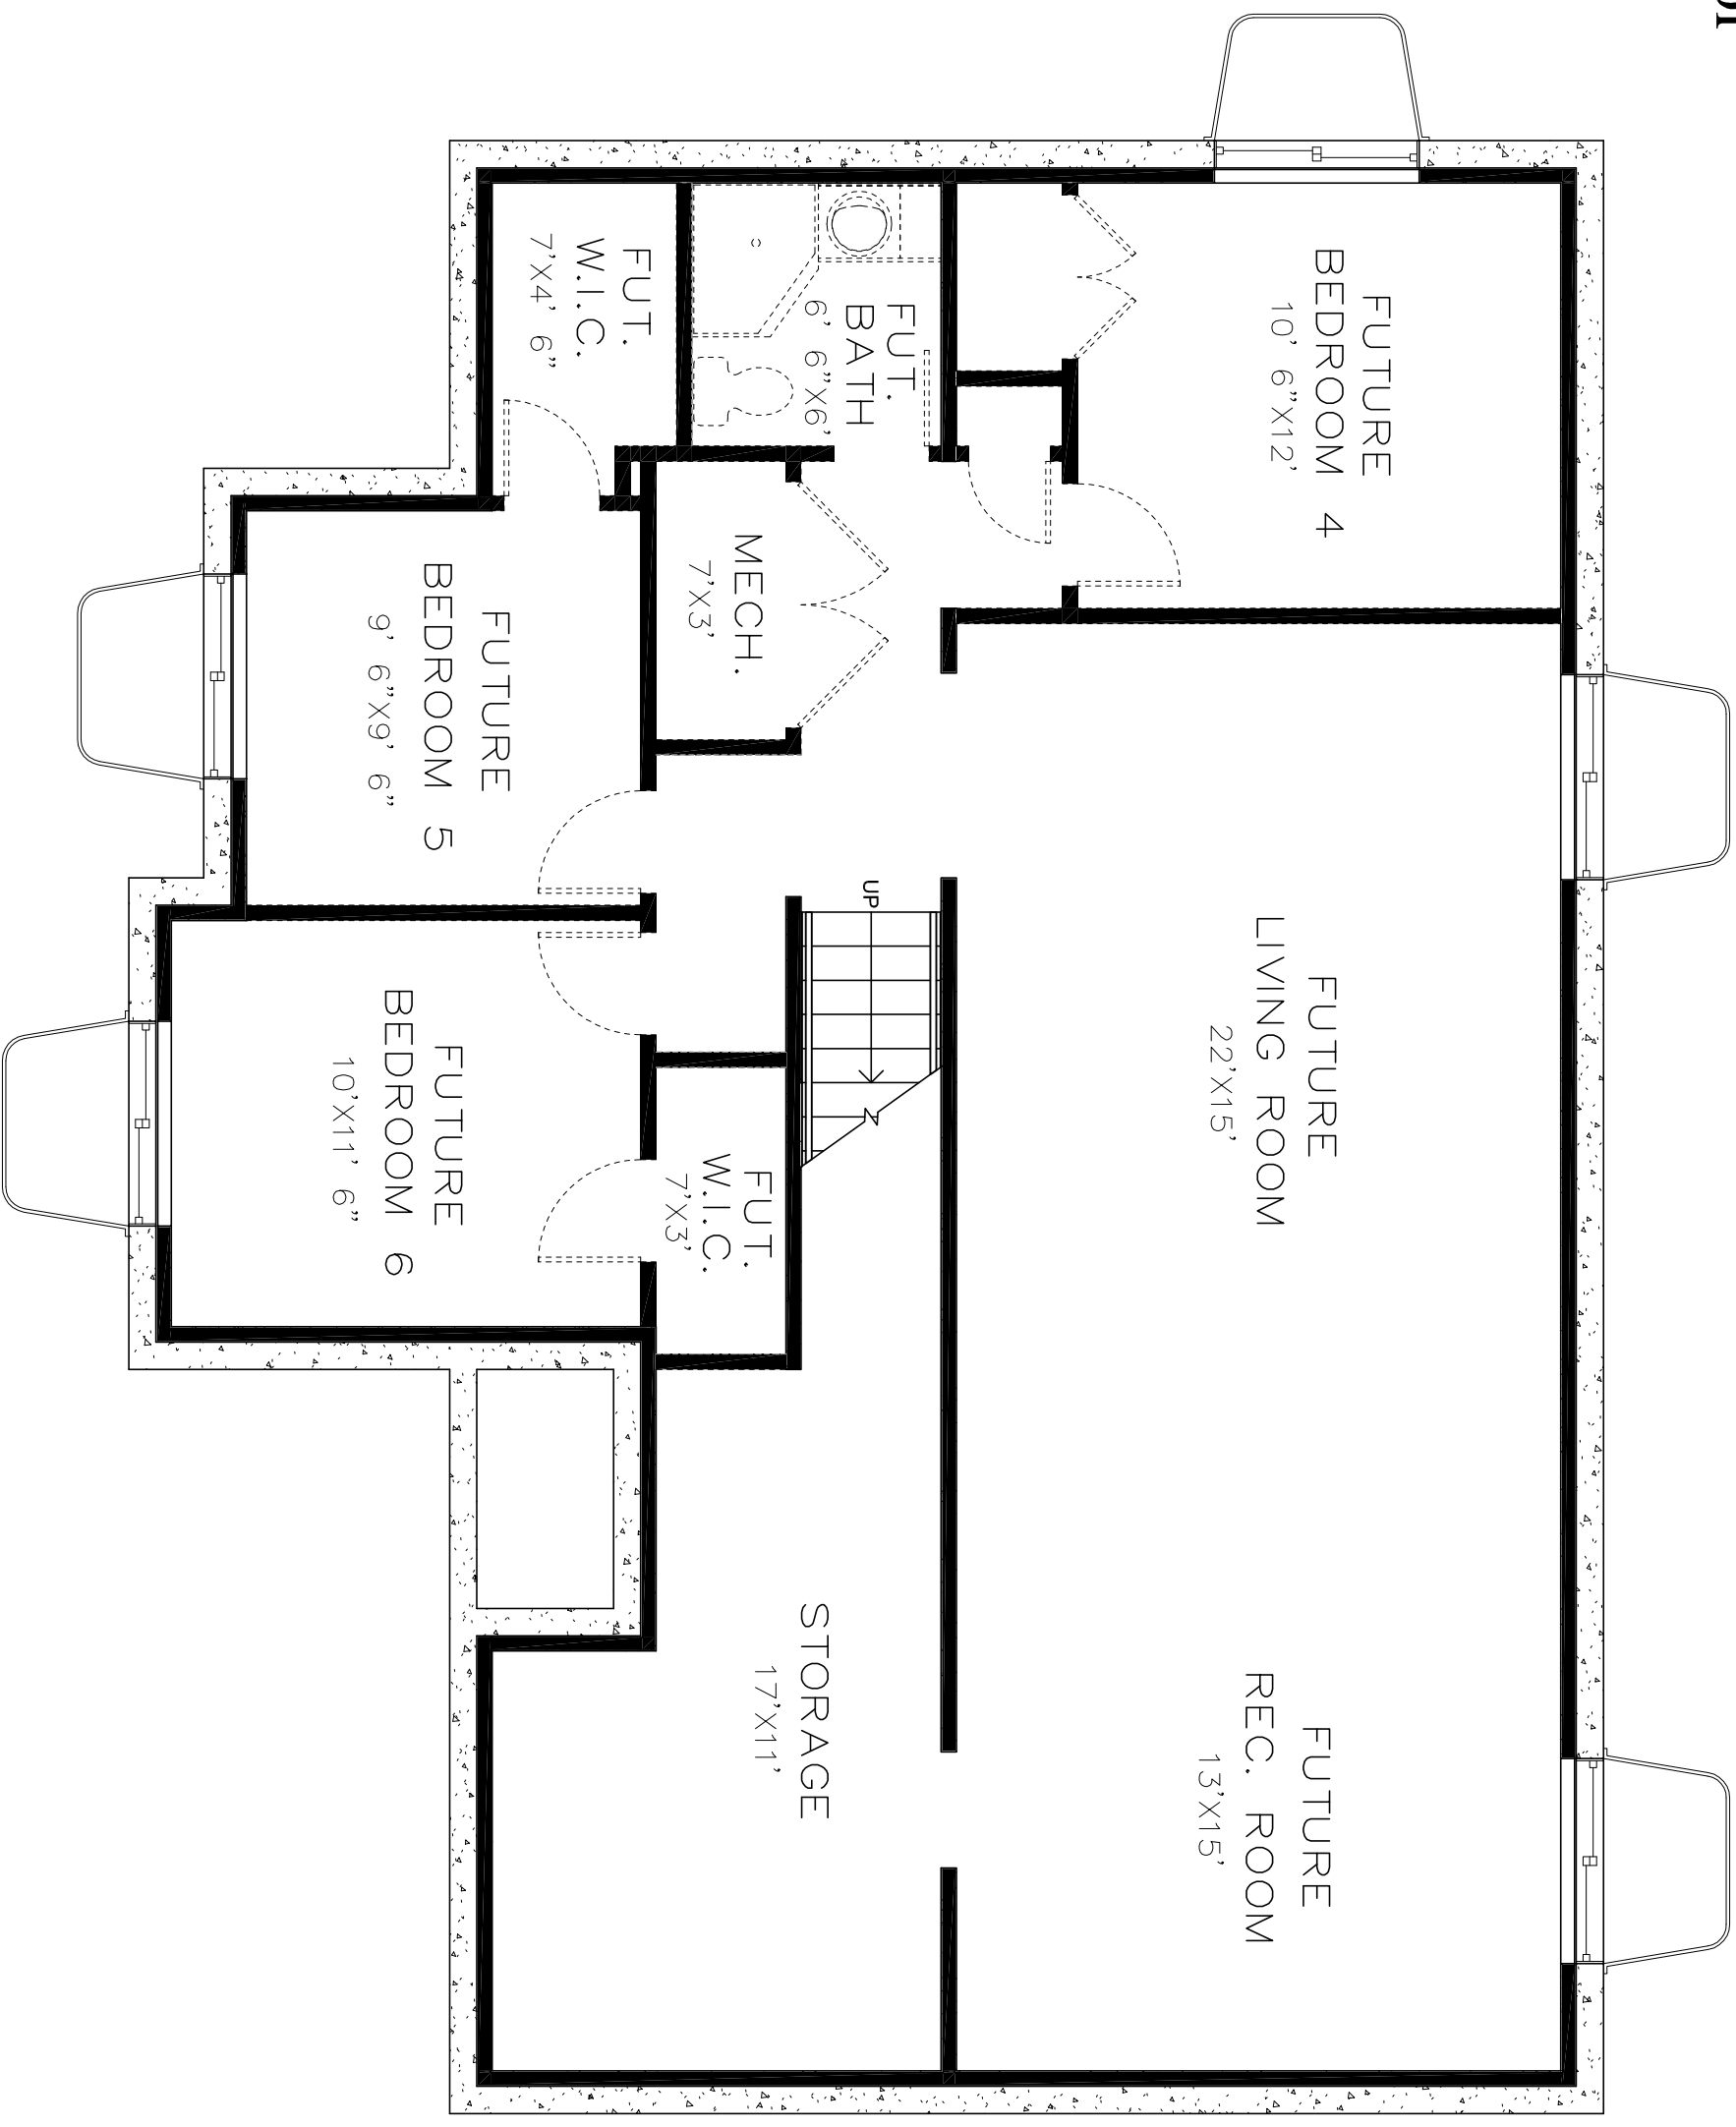 FUTURE
BEDROOM 4
10' 6"X12'
FUTURE
LIVING ROOM
22'X15'
FUTURE
REC. ROOM
13'X15'
FUT.
BATH
6' 6"X6'
FUT.
W.I.C.
7'X4' 6"
MECH.
7'X3'
UP
FUT.
W.I.C.
7'X3'
STORAGE
17'X11'
FUTURE
BEDROOM 5
9' 6"X9' 6"
FUTURE
BEDROOM 6
10'X11' 6"